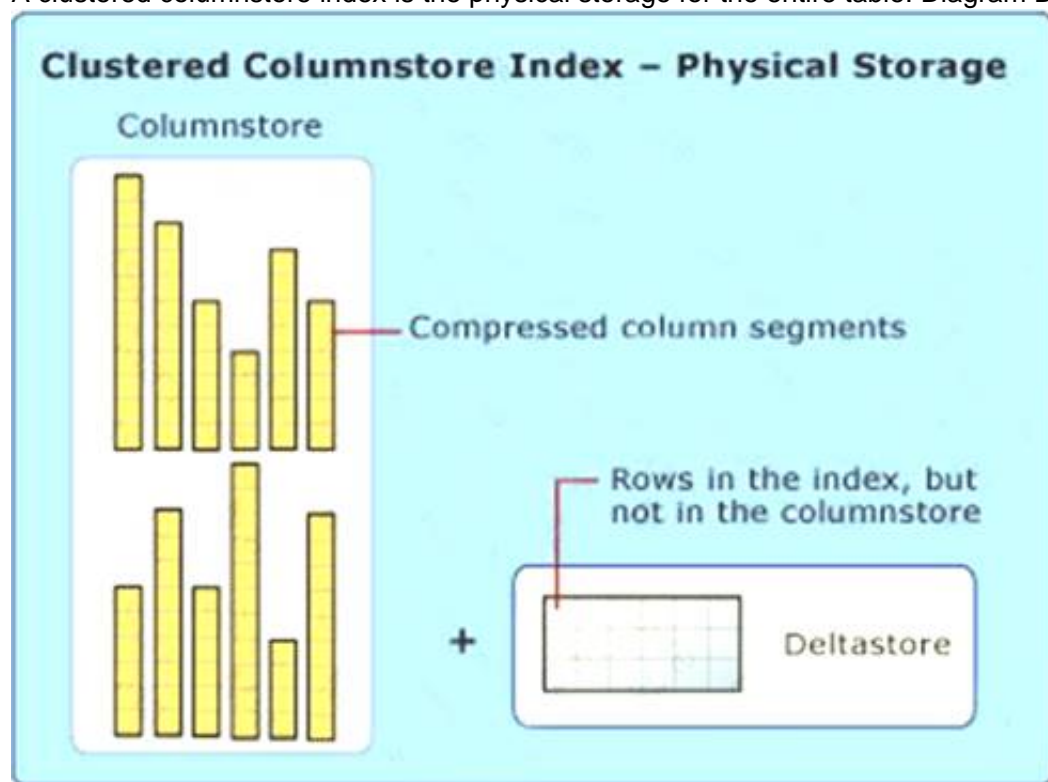 A clustered columnstore index is the physical storage for the entire table. Diagram
Clustered Columnstore Index – Physical Storage
Columnstore
Compressed column segments
Rows in the index, but
not in the columnstore
+
Deltastore